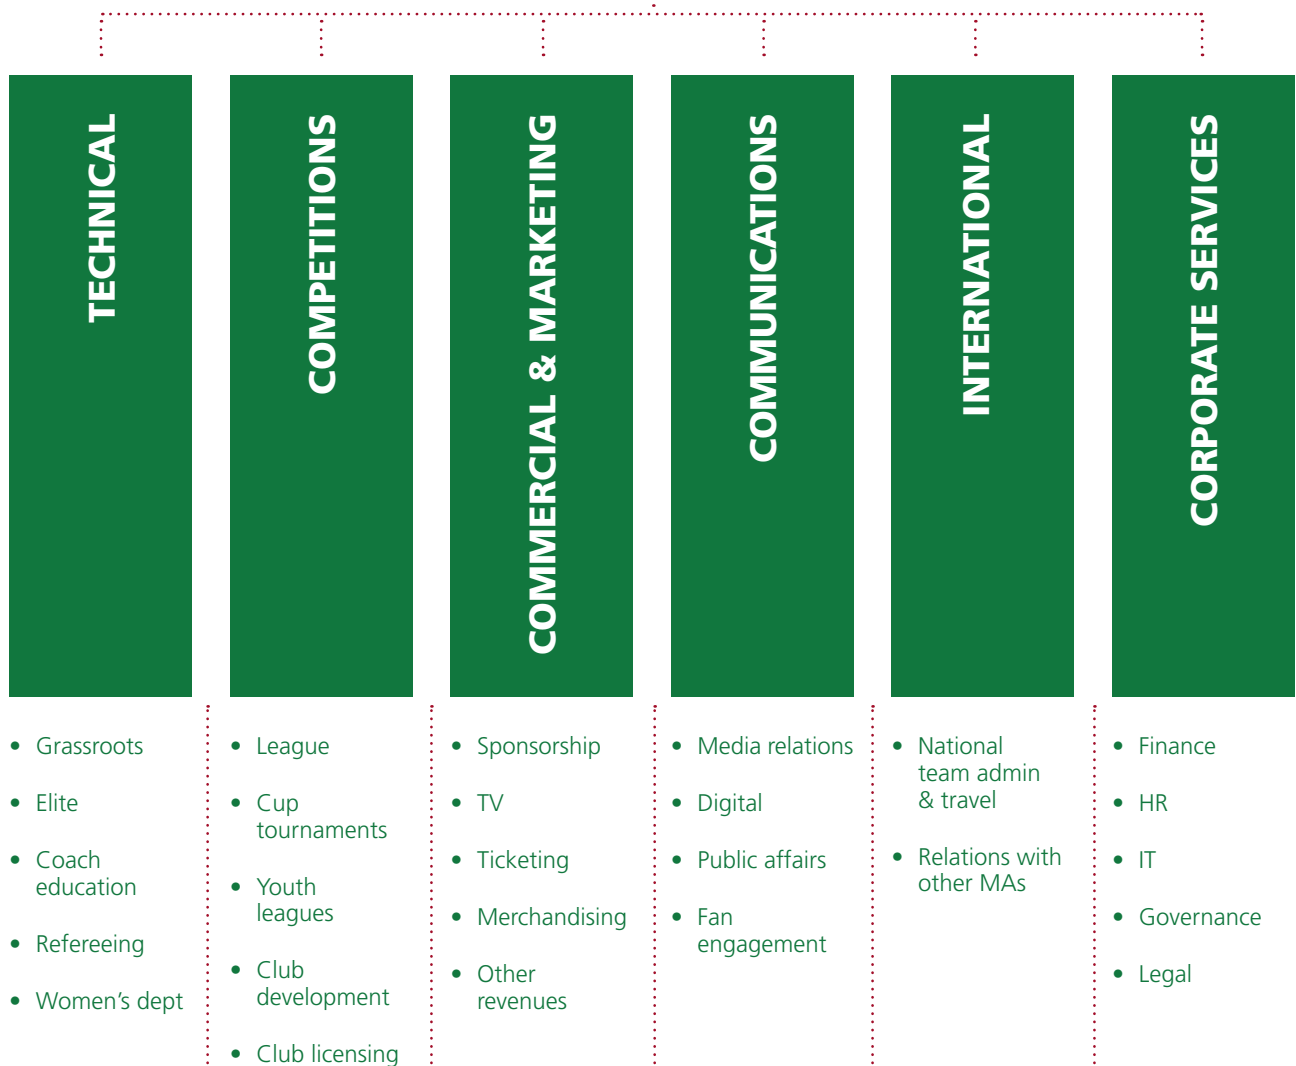 TECHNICAL
COMPETITIONS
COMMERCIAL & MARKETING
COMMUNICATIONS
INTERNATIONAL
CORPORATE SERVICES
• Grassroots
• Elite
• Coach
education
• Refereeing
• Women’s dept
• League
• Cup
tournaments
• Youth
leagues
• Club
development
• Club licensing
• Sponsorship
• TV
• Ticketing
• Merchandising
• Other
revenues
• Media relations
• Digital
• Public affairs
• Fan
engagement
• National
team admin
& travel
• Relations with
other MAs
• Finance
• HR
• IT
• Governance
• Legal